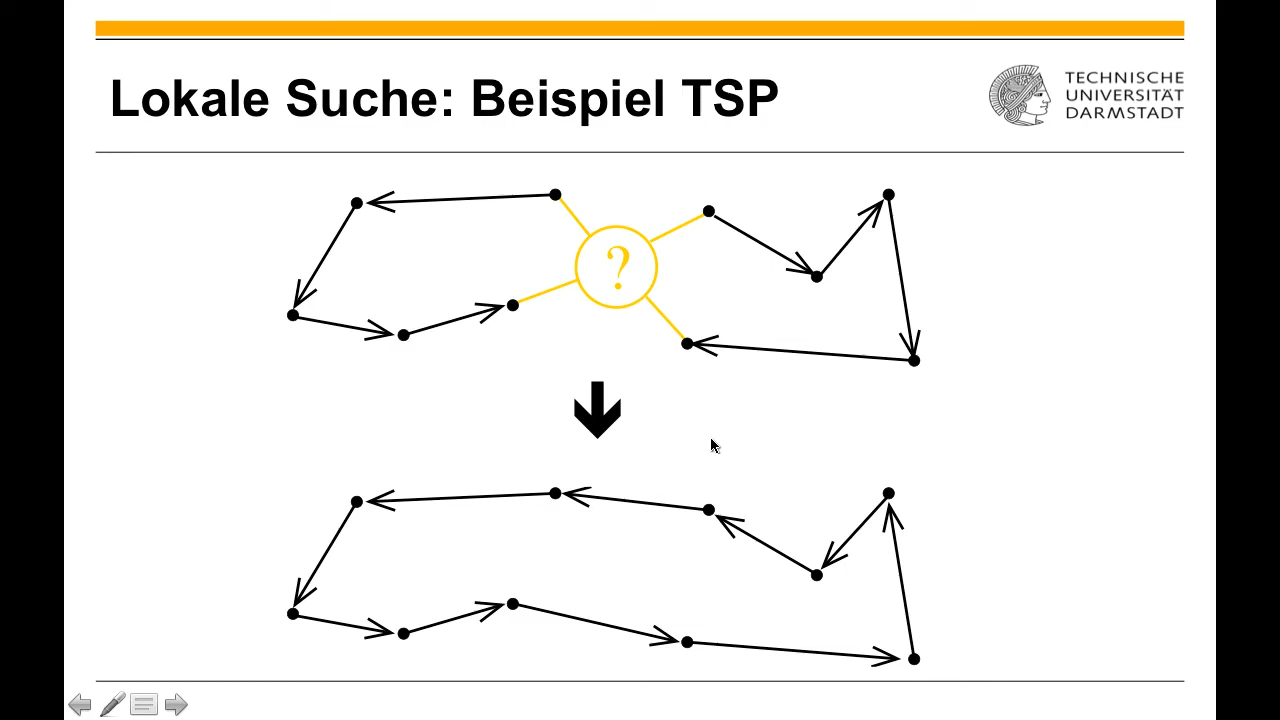 Lokale Suche: Beispiel TSP
TECHNISCHE
UNIVERSITÄT
DARMSTADT
?